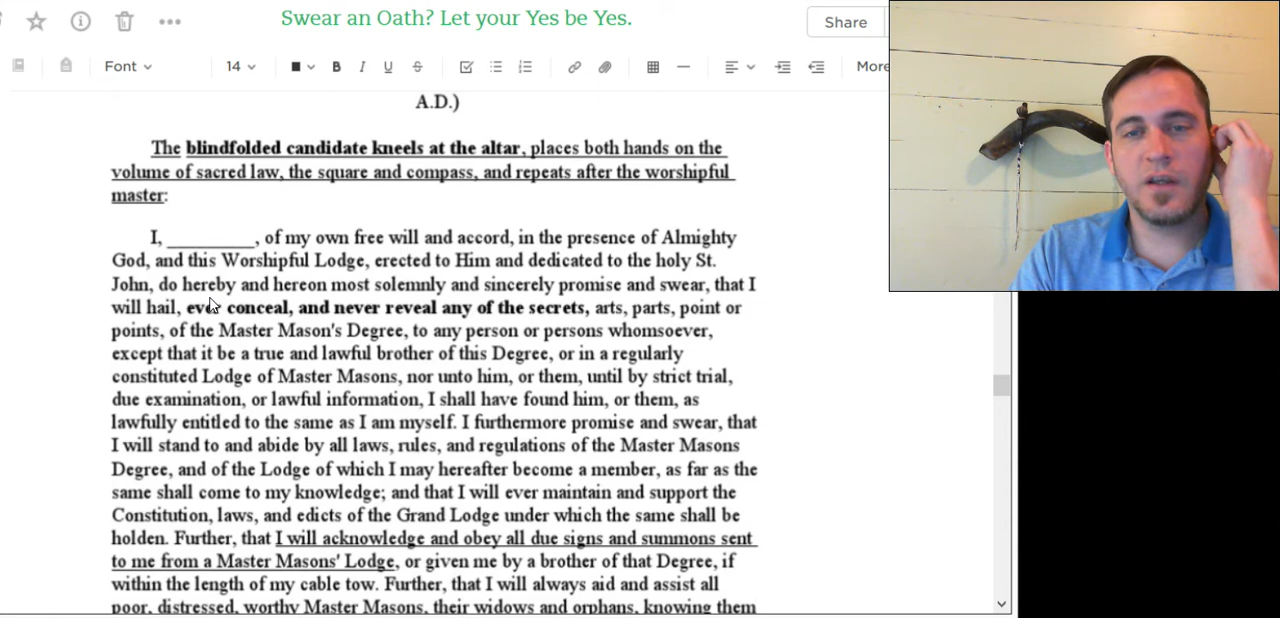 Swear an Oath? Let your Yes be Yes.
Share
Font
14
B
I
U
S
More
A.D.)
The blindfolded candidate kneels at the altar, places both hands on the
volume of sacred law, the square and compass, and repeats after the worshipful
master:
I, _________, of my own free will and accord, in the presence of Almighty
God, and this Worshipful Lodge, erected to Him and dedicated to the holy St.
John, do hereby and hereon most solemnly and sincerely promise and swear, that I
will hail, ever conceal, and never reveal any of the secrets, arts, parts, point or
points, of the Master Mason's Degree, to any person or persons whomsoever,
except that it be a true and lawful brother of this Degree, or in a regularly
constituted Lodge of Master Masons, nor unto him, or them, until by strict trial,
due examination, or lawful information, I shall have found him, or them, as
lawfully entitled to the same as I am myself. I furthermore promise and swear, that
I will stand to and abide by all laws, rules, and regulations of the Master Masons
Degree, and of the Lodge of which I may hereafter become a member, as far as the
same shall come to my knowledge; and that I will ever maintain and support the
Constitution, laws, and edicts of the Grand Lodge under which the same shall be
holden. Further, that I will acknowledge and obey all due signs and summons sent
to me from a Master Masons' Lodge, or given me by a brother of that Degree, if
within the length of my cable tow. Further, that I will always aid and assist all
poor, distressed, worthy Master Masons, their widows and orphans, knowing them